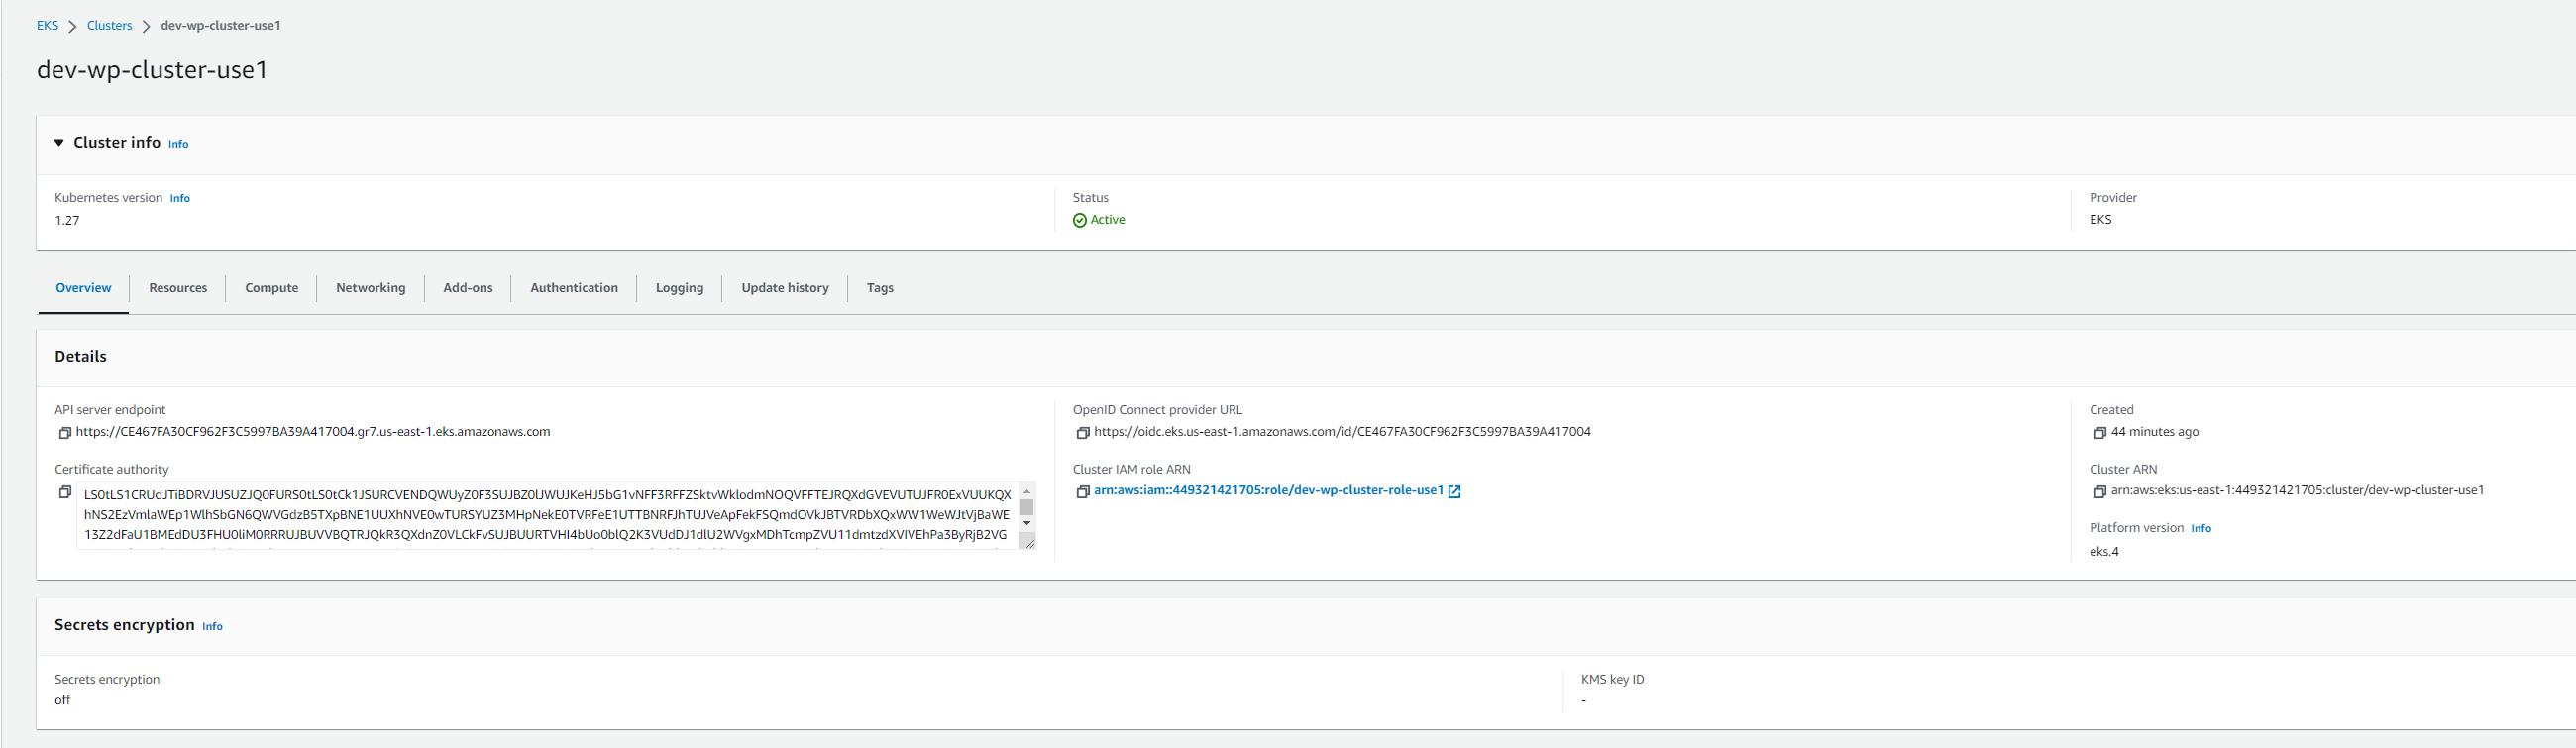 EKS > Clusters > dev-wp-cluster-use1
dev-wp-cluster-use1
Cluster info Info
Kubernetes version Info
1.27
Status
Active
Provider
EKS
Overview Resources Compute Networking Add-ons Authentication Logging Update history Tags
Details
API server endpoint
https://CE467FA30CF962F3C5997BA39A417004.gr7.us-east-1.eks.amazonaws.com
Certificate authority
OpenID Connect provider URL
https://oidc.eks.us-east-1.amazonaws.com/id/CE467FA30CF962F3C5997BA39A417004
Cluster IAM role ARN
arn:aws:iam::449321421705:role/dev-wp-cluster-role-use1
Created
44 minutes ago
Cluster ARN
arn:aws:eks:us-east-1:449321421705:cluster/dev-wp-cluster-use1
Platform version Info
eks.4
Secrets encryption Info
Secrets encryption
off
KMS key ID
-